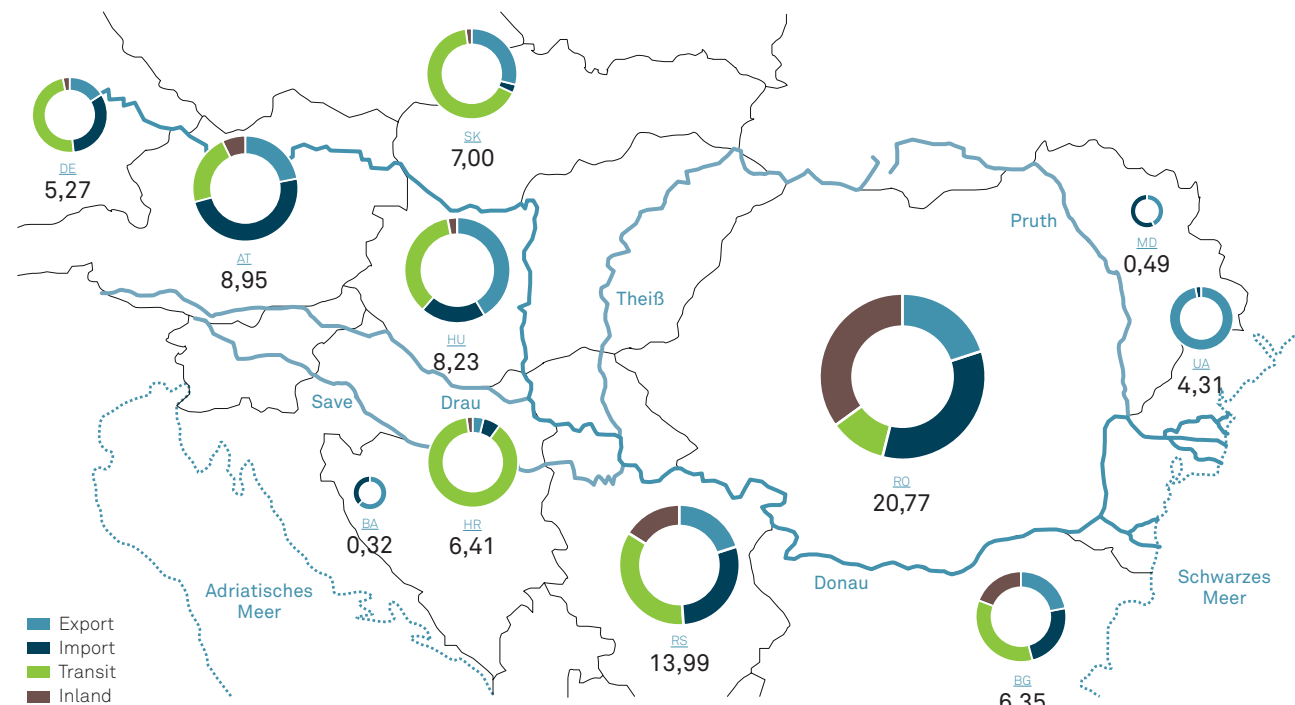 SK
7,00
DE
5,27
AT
8,95
HU
8,23
Theiß
Pruth
MD
0,49
UA
4,31
Save
Drau
RO
20,77
BA
0,32
HR
6,41
RS
13,99
Donau
Adriatisches
Meer
Schwarzes
Meer
BG
6,35
Export
Import
Transit
Inland